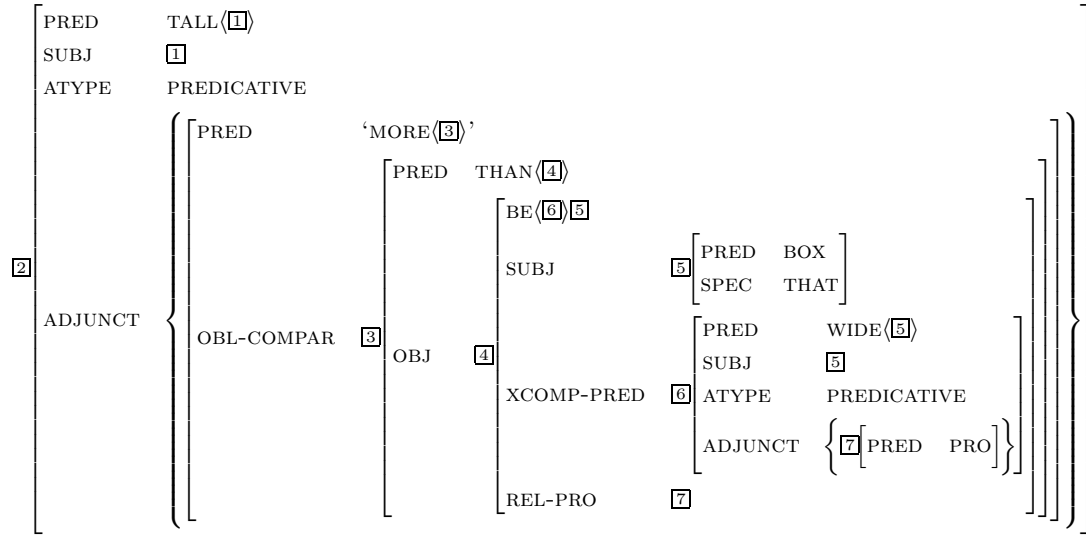 PRED TALL⟨1⟩
SUBJ 1
ATYPE PREDICATIVE
PRED ‘MORE⟨3⟩’
PRED THAN⟨4⟩
BE⟨6⟩5
SUBJ 5 PRED BOX
SPEC THAT
2
ADJUNCT
OBL-COMPAR 3
OBJ 4
PRED WIDE⟨5⟩
SUBJ 5
XCOMP-PRED 6 ATYPE PREDICATIVE
ADJUNCT 7 PRED PRO
REL-PRO 7